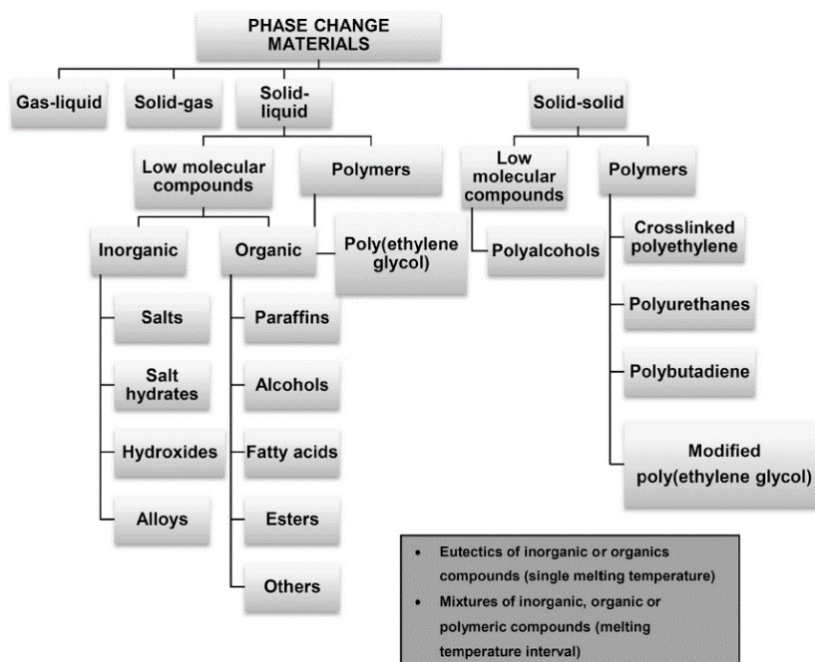 PHASE CHANGE
MATERIALS
Gas-liquid
Solid-gas
Solid-
liquid
Solid-solid
Low molecular
compounds
Polymers
Low
molecular
compounds
Polymers
Inorganic
Organic
Poly(ethylene
glycol)
Polyalcohols
Crosslinked
polyethylene
Salts
Paraffins
Polyurethanes
Salt
hydrates
Alcohols
Polybutadiene
Hydroxides
Fatty acids
Modified
poly(ethylene glycol)
Alloys
Esters
Others
• Eutectics of inorganic or organics
compounds (single melting temperature)
• Mixtures of inorganic, organic or
polymeric compounds (melting
temperature interval)